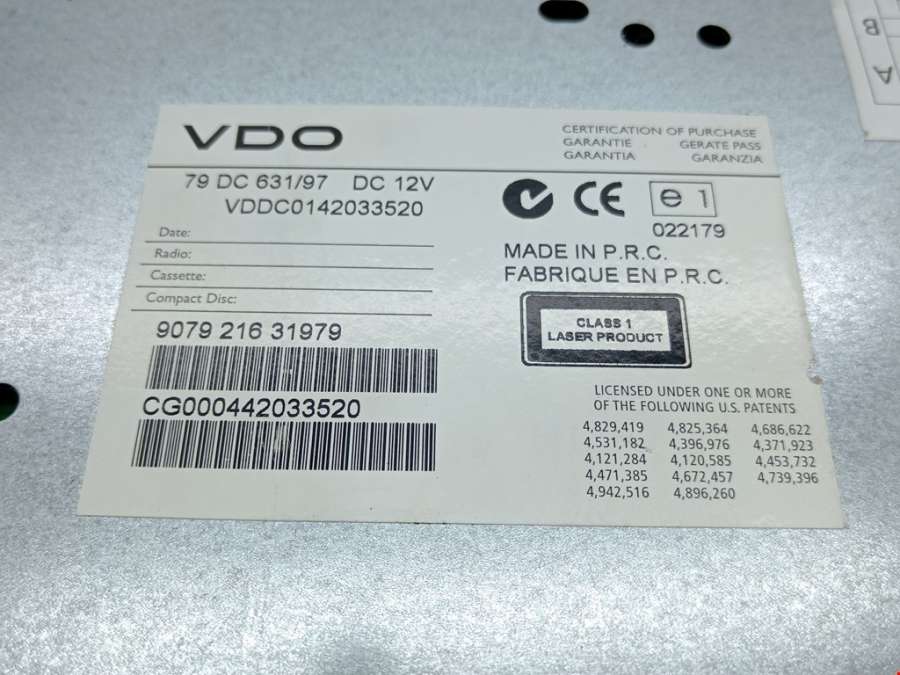 VDO
CERTIFICATION OF PURCHASE
GARANTIE GERATE PASS
GARANTIA GARANZIA
79 DC 631/97 DC 12V
VDDC0142033520
CE e 1
022179
Date:
Radio:
Cassette:
Compact Disc:
MADE IN P.R.C.
FABRIQUE EN P.R.C.
CLASS 1
LASER PRODUCT
9079 216 31979
CG000442033520
LICENSED UNDER ONE OR MORE
OF THE FOLLOWING U.S. PATENTS
4,829,419 4,825,364 4,686,622
4,531,182 4,396,976 4,371,923
4,121,284 4,120,585 4,453,732
4,471,385 4,672,457 4,739,396
4,942,516 4,896,260
B
A